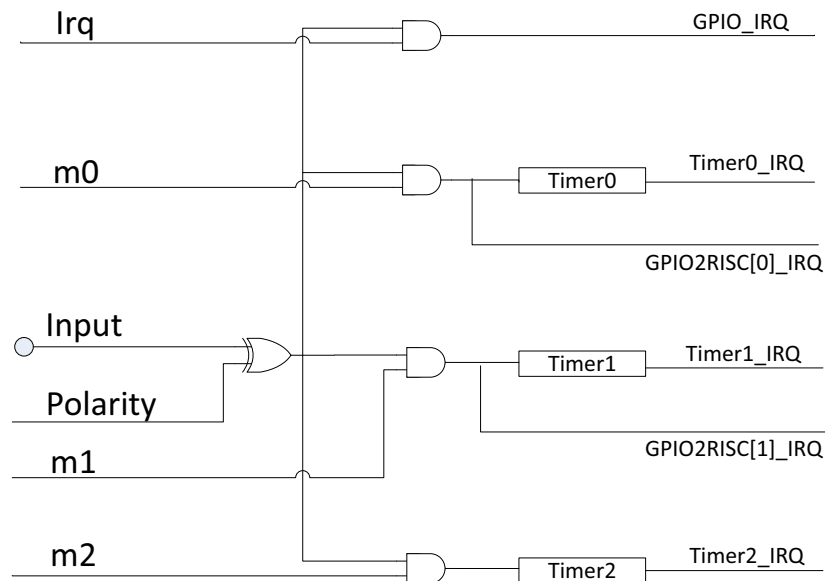 Irq
GPIO_IRQ
m0
Timer0
Timer0_IRQ
GPIO2RISC[0]_IRQ
Input
Timer1
Timer1_IRQ
Polarity
GPIO2RISC[1]_IRQ
m1
m2
Timer2
Timer2_IRQ